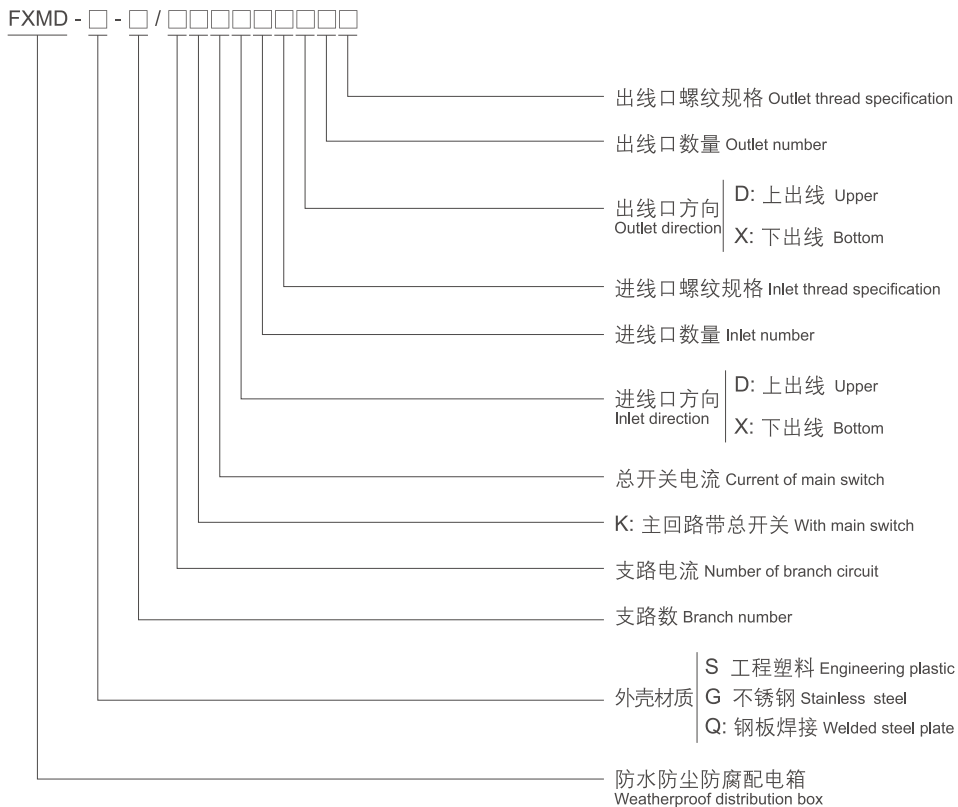 FXMD - □ - □ / □□□□□□□□□
出线口螺纹规格 Outlet thread specification
出线口数量 Outlet number
出线口方向
Outlet direction
D: 上出线 Upper
X: 下出线 Bottom
进线口螺纹规格 Inlet thread specification
进线口数量 Inlet number
进线口方向
Inlet direction
D: 上出线 Upper
X: 下出线 Bottom
总开关电流 Current of main switch
K: 主回路带总开关 With main switch
支路电流 Number of branch circuit
支路数 Branch number
外壳材质
S 工程塑料 Engineering plastic
G 不锈钢 Stainless steel
Q: 钢板焊接 Welded steel plate
防水防尘防腐配电箱
Weatherproof distribution box